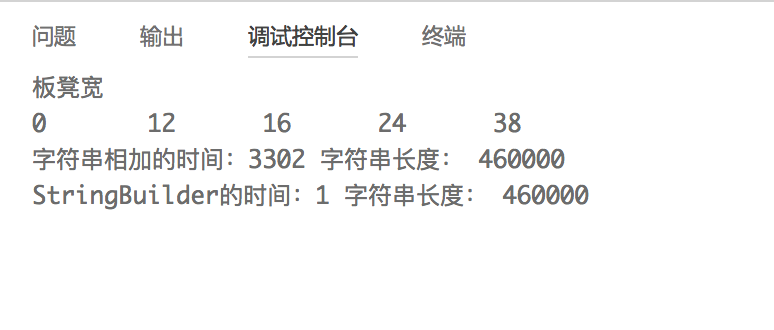 问题 输出 调试控制台 终端
板凳宽
0 12 16 24 38
字符串相加的时间：3302 字符串长度： 460000
StringBuilder的时间：1 字符串长度： 460000